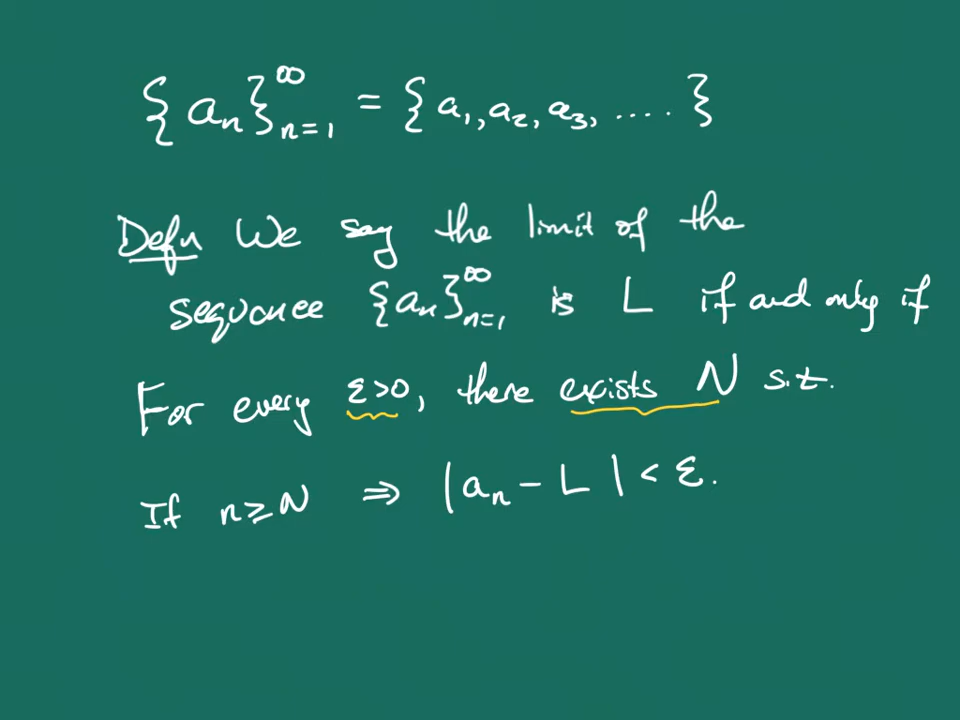 {aₙ}^∞_{n=1} = {a₁, a₂, a₃, .... }
Defn We say the limit of the
sequence {aₙ}^∞_{n=1} is L if and only if
For every ε>0, there exists N s.t.
If n≥N ⇒ |aₙ - L| < ε.